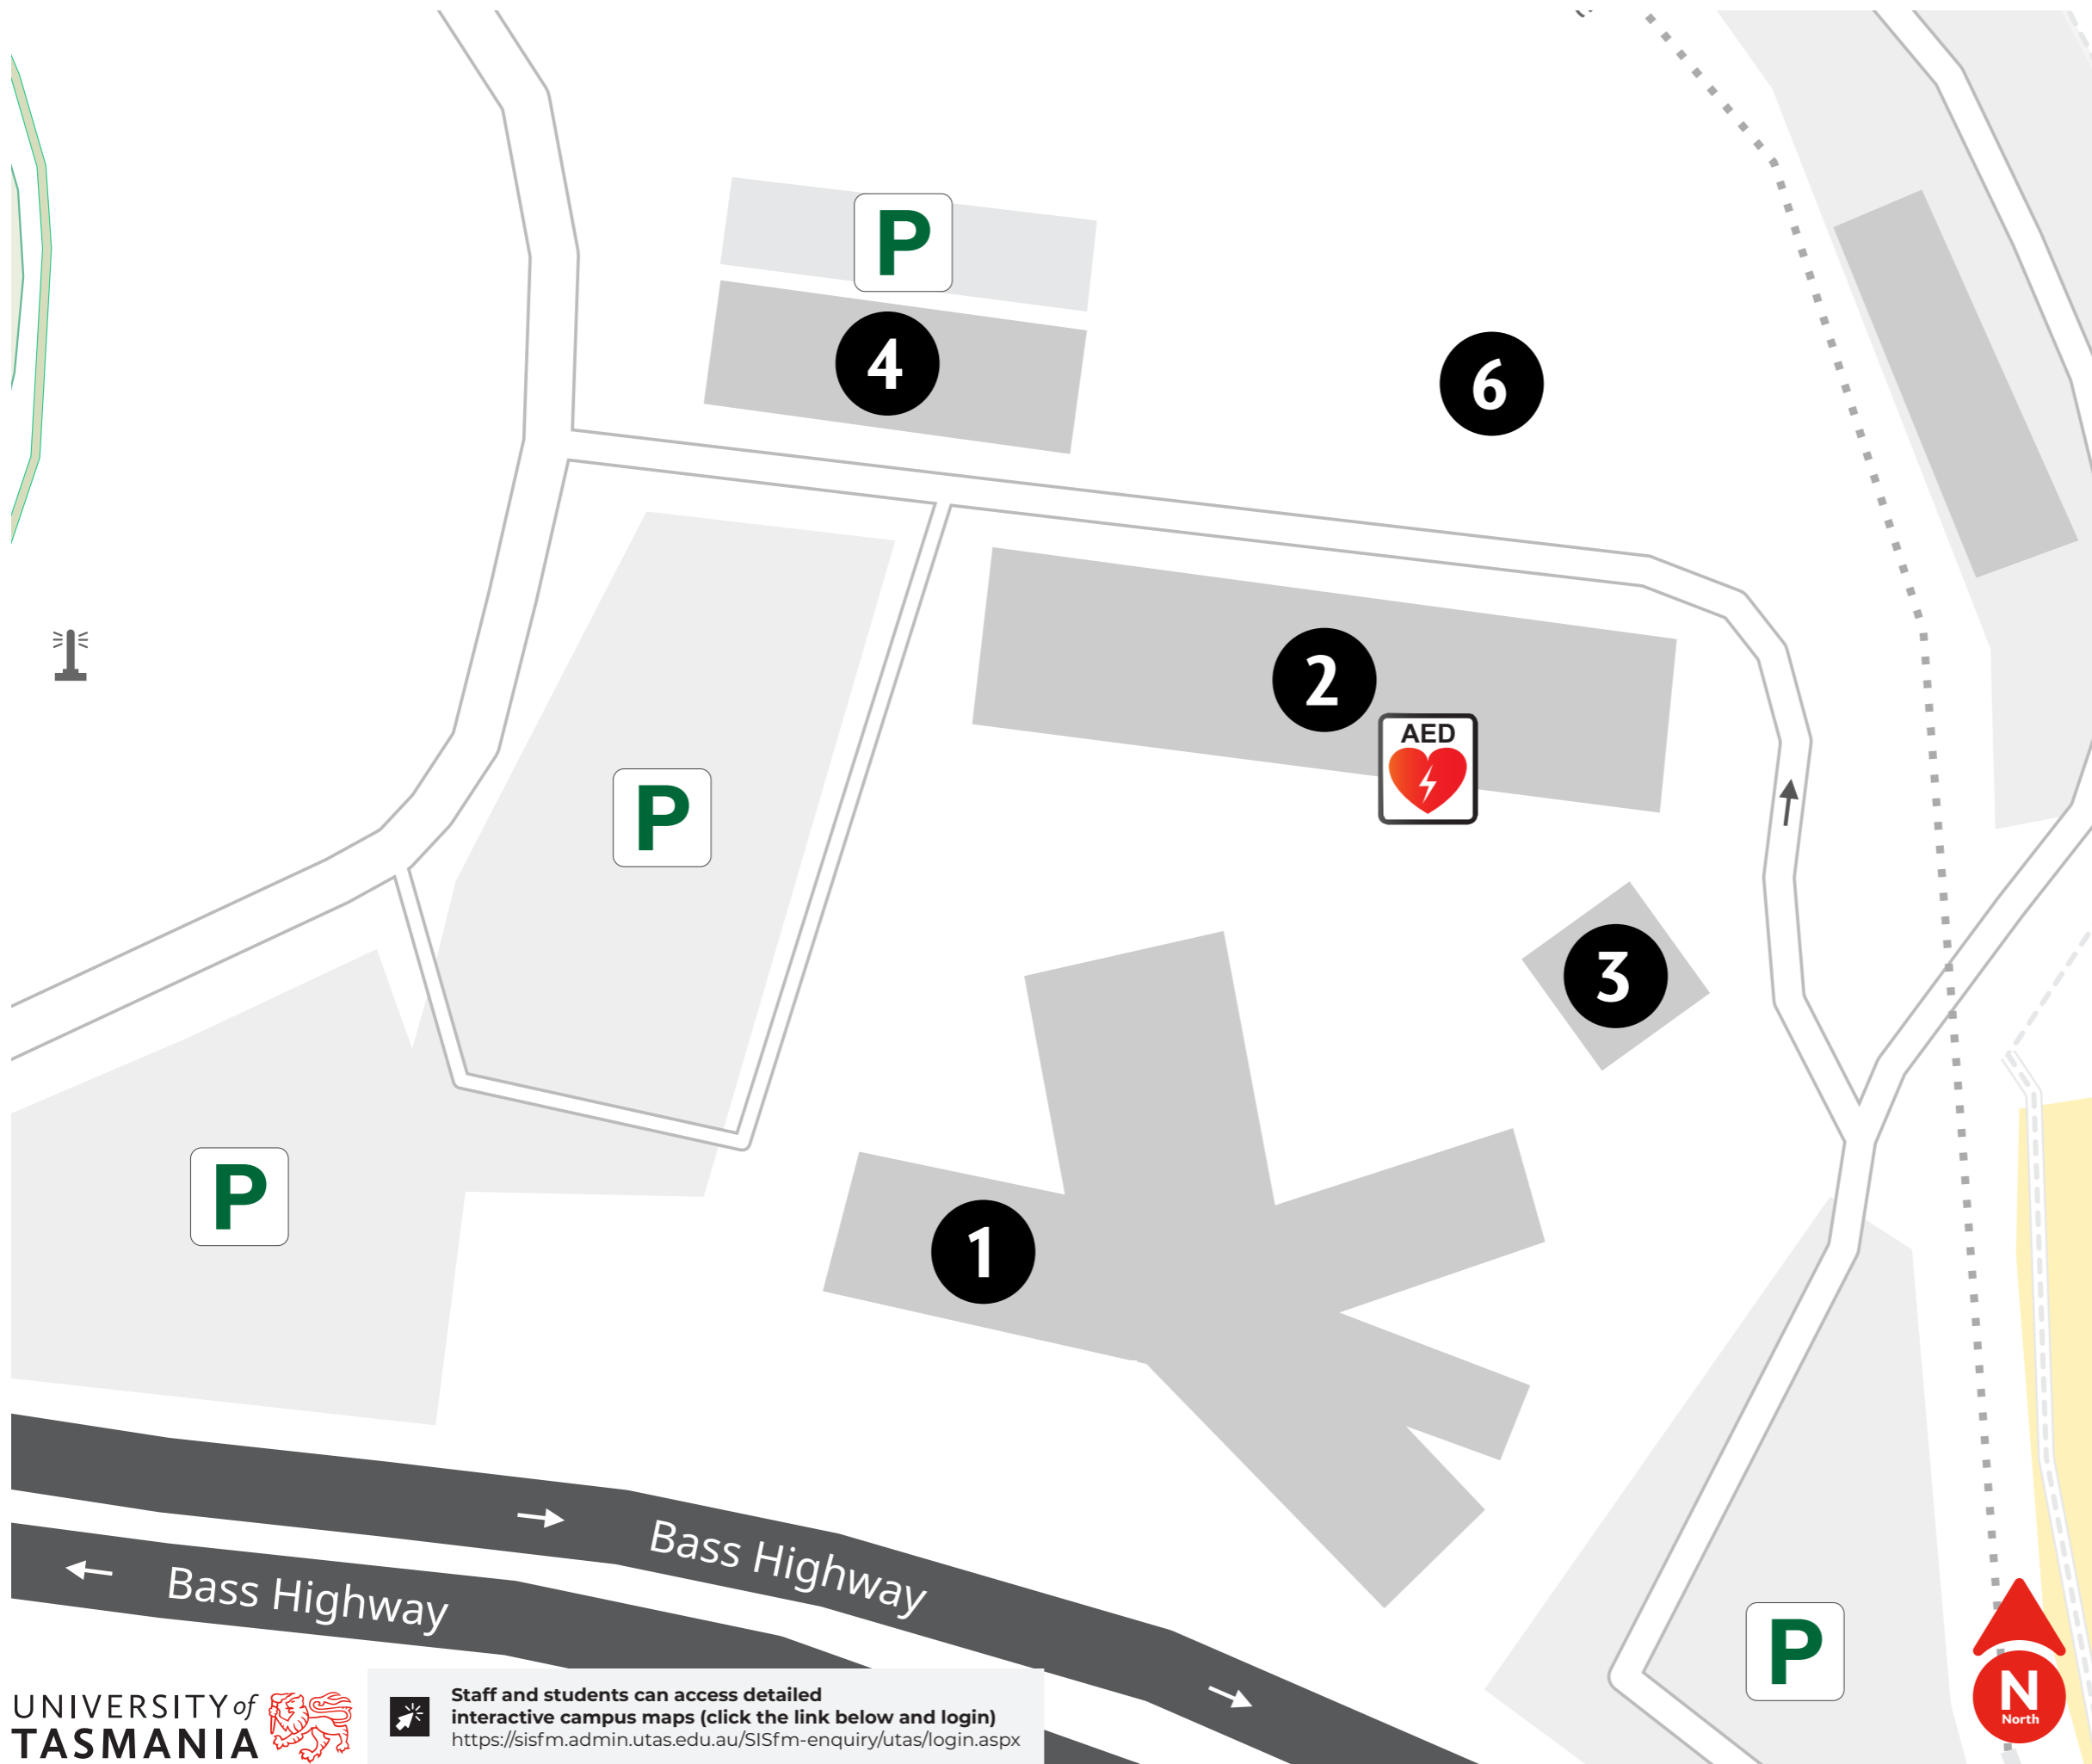 P
4
6
2
AED
P
3
P
1
Bass Highway
Bass Highway
P
N
North
UNIVERSITY of
TASMANIA
Staff and students can access detailed
interactive campus maps (click the link below and login)
https://sisfm.admin.utas.edu.au/SISfm-enquiry/utas/login.aspx